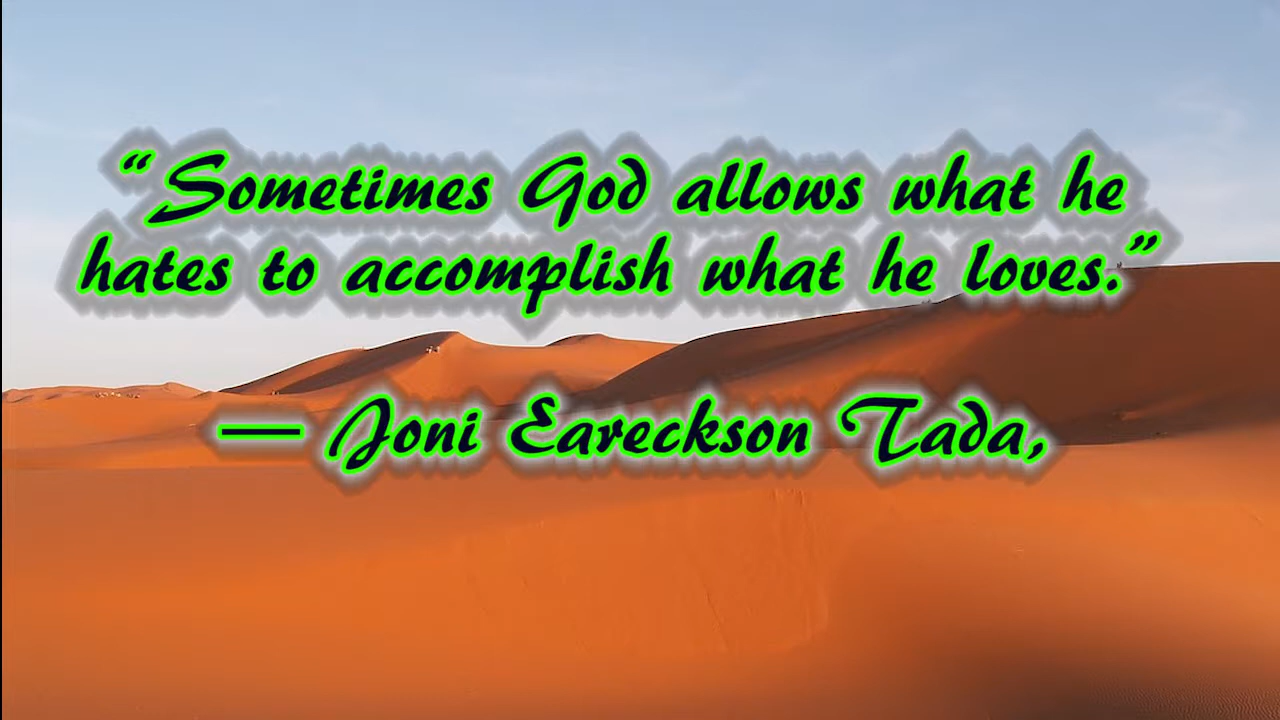 “Sometimes God allows what he
hates to accomplish what he loves.”
— Joni Eareckson Tada,